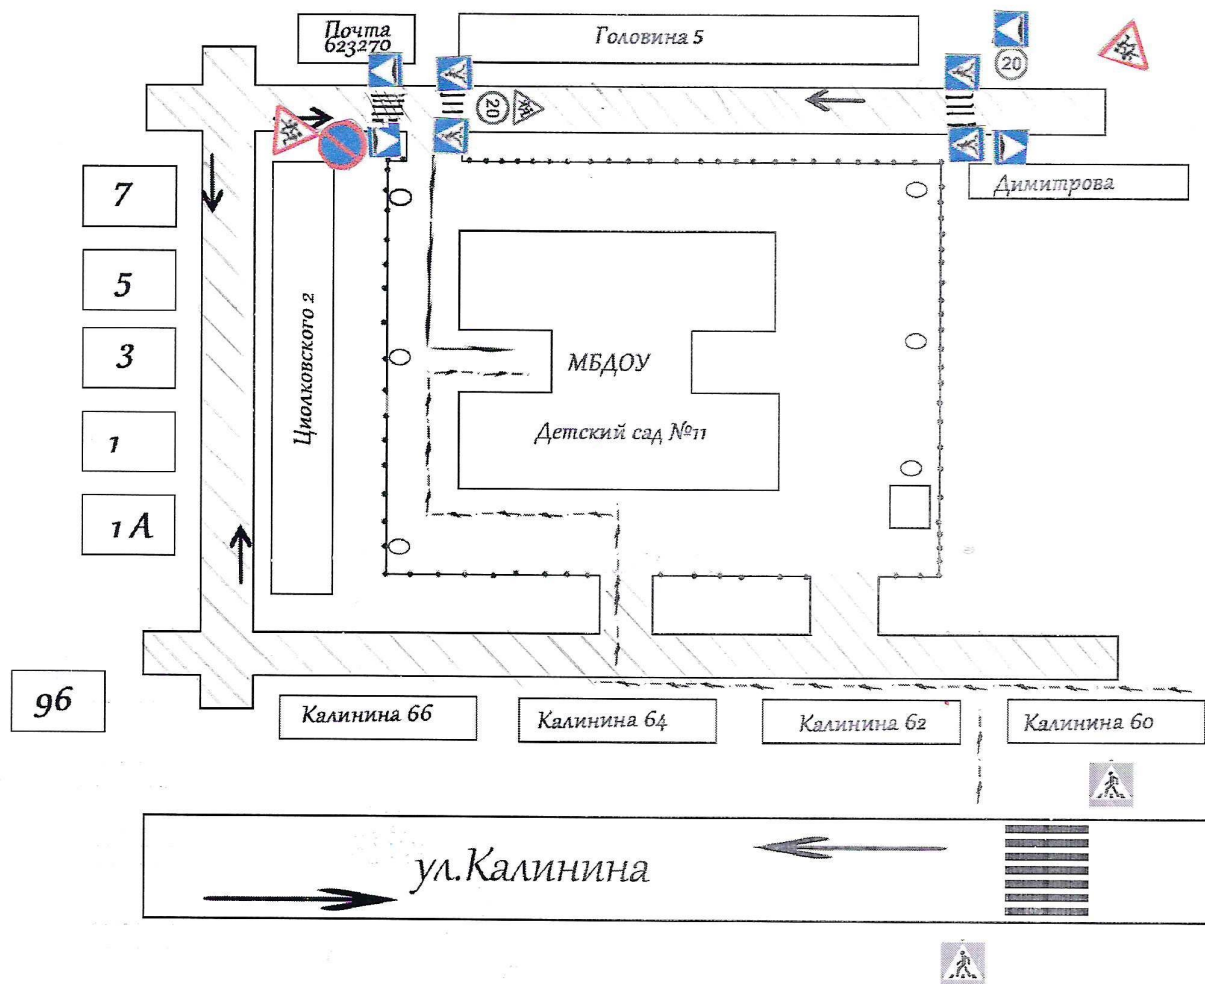 Почта
623270
Головина 5
20
20
Димитрова
7
5
3
1
1А
96
Циолковского 2
МБДОУ
Детский сад №11
Калинина 66
Калинина 64
Калинина 62
Калинина 60
ул.Калинина